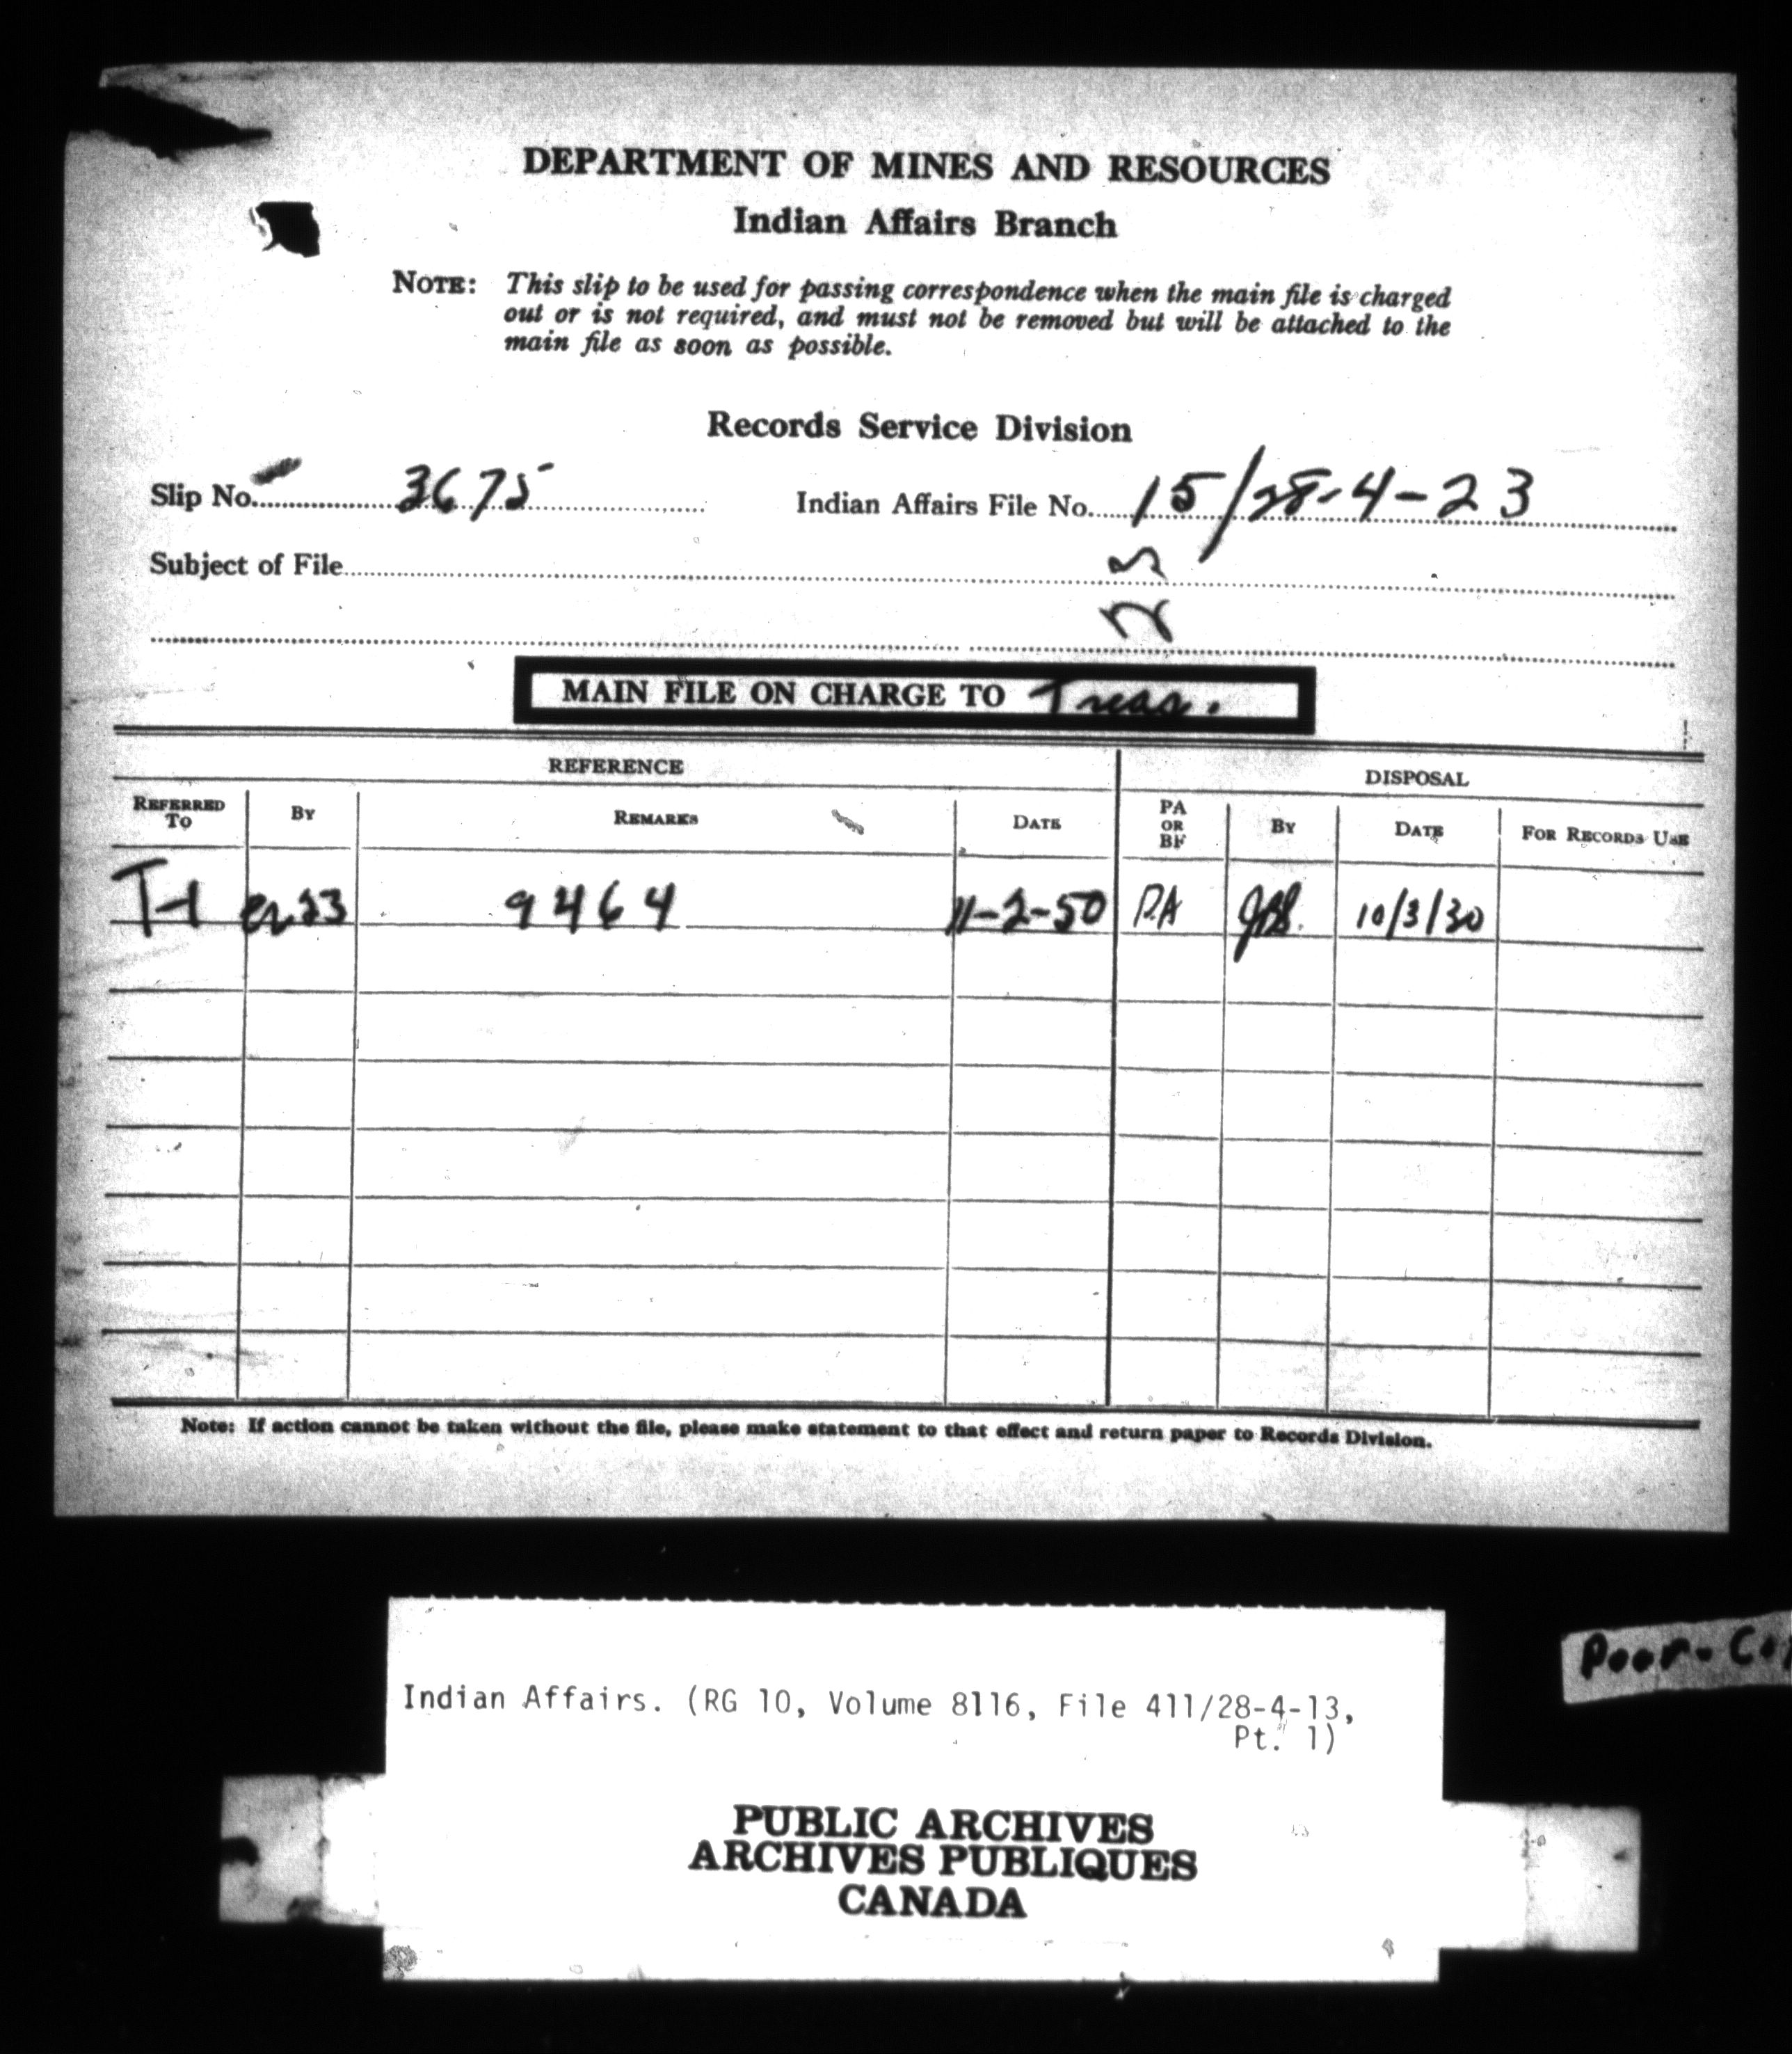 DEPARTMENT OF MINES AND RESOURCES
Indian Affairs Branch
NOTE: This slip to be used for passing correspondence when the main file is charged
out or is not required, and must not be removed but will be attached to the
main file as soon as possible.
Records Service Division
Slip No. 3675 Indian Affairs File No. 15/28-4-23
Subject of File
MAIN FILE ON CHARGE TO Treas.
REFERENCE DISPOSAL
REFERRED TO BY REMARKS DATE PA OR BF BY DATE FOR RECORDS USE
T-1 9464 11-2-50 PA 10/3/30
Note: If action cannot be taken without the file, please make statement to that effect and return paper to Records Division.
Poor. Co
Indian Affairs. (RG 10, Volume 8116, File 411/28-4-13,
Pt. 1)
PUBLIC ARCHIVES
ARCHIVES PUBLIQUES
CANADA